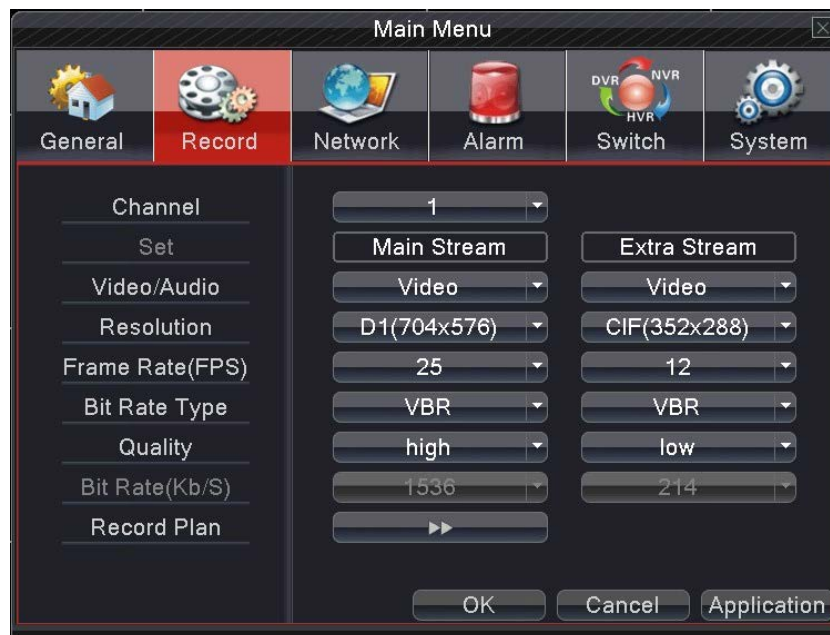 Main Menu
DVR NVR
HVR
General Record Network Alarm Switch System
Channel 1
Set Main Stream Extra Stream
Video/Audio Video Video
Resolution D1(704x576) CIF(352x288)
Frame Rate(FPS) 25 12
Bit Rate Type VBR VBR
Quality high low
Bit Rate(Kb/S) 1536 214
Record Plan
OK Cancel Application